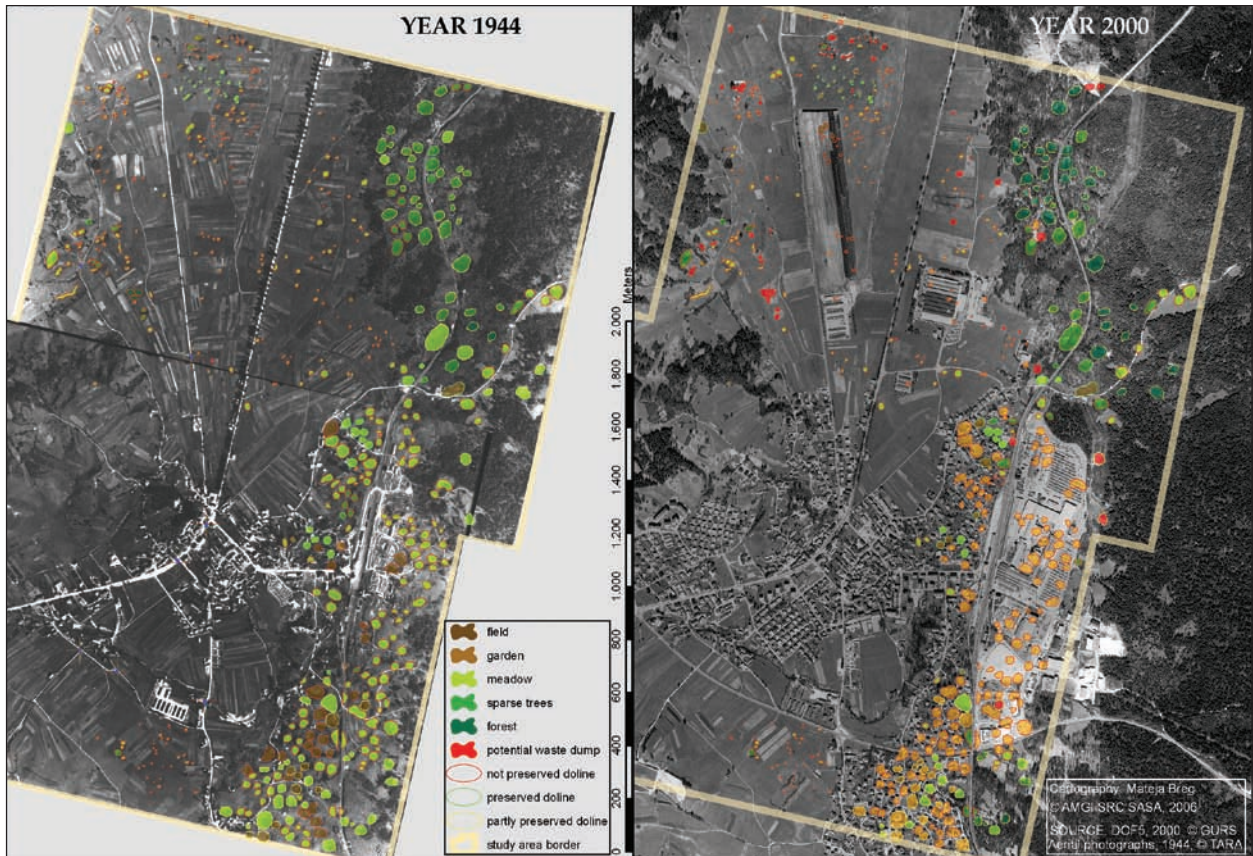 YEAR 1944
YEAR 2000
Meters
2.000
1.800
1.600
1.400
1.200
1.000
800
600
400
200
0
field
garden
meadow
sparse trees
forest
potential waste dump
not preserved doline
preserved doline
partly preserved doline
study area border
Cartography: Mateja Breg
© AMGI SRC SASA, 2006
SOURCE: DOF5, 2000, © GURS
Aerial photographs, 1944, © TARA